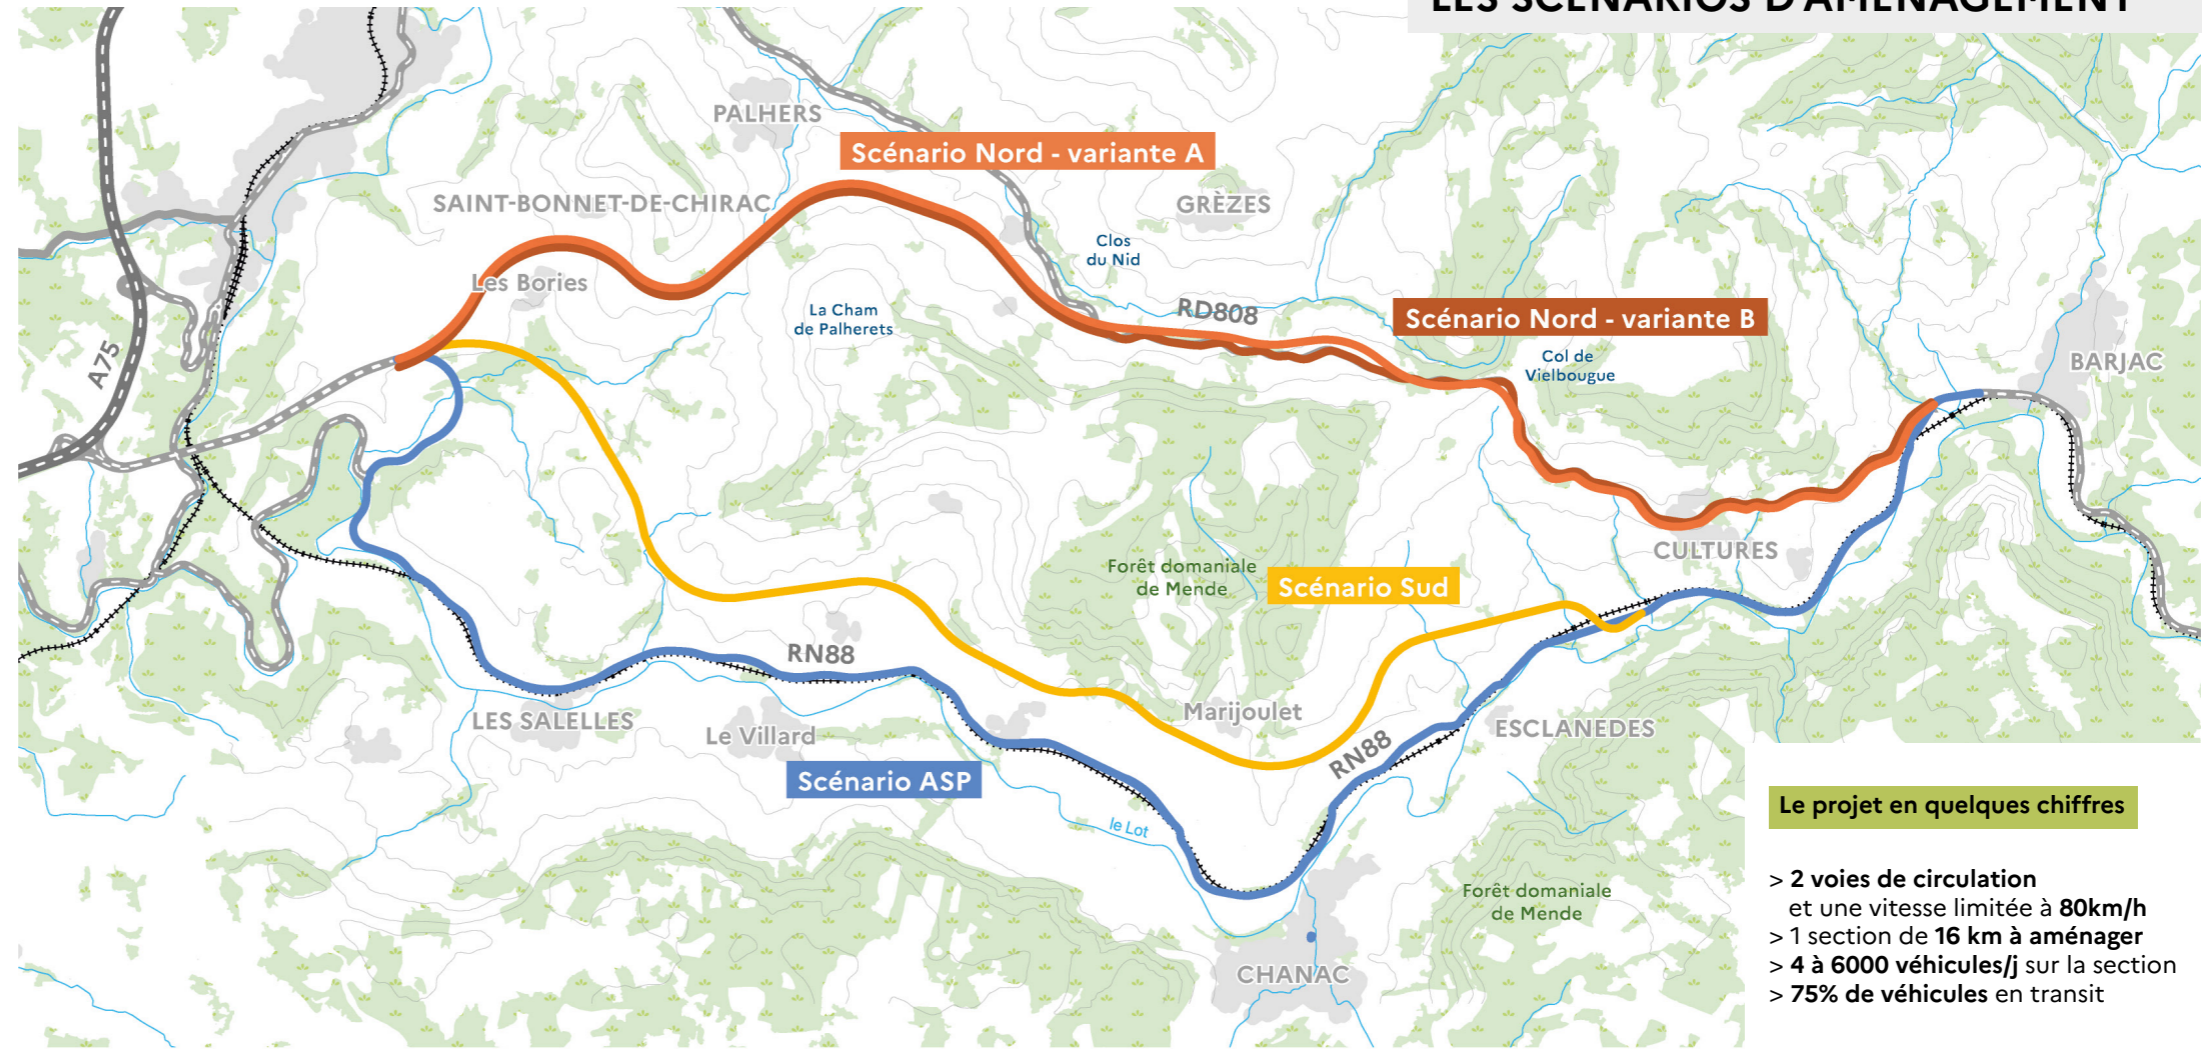 LES SCÉNARIOS D'AMÉNAGEMENT
PALHERS
Scénario Nord - variante A
SAINT-BONNET-DE-CHIRAC
GRÈZES
Clos
du Nid
Les Bories
La Cham
de Palherets
RD808
Scénario Nord - variante B
A75
Col de
Vielbougue
BARJAC
CULTURES
Forêt domaniale
de Mende
Scénario Sud
RN88
LES SALELLES
Le Villard
Marijoulet
ESCLANEDES
RN88
Scénario ASP
le Lot
Forêt domaniale
de Mende
CHANAC
Le projet en quelques chiffres
> 2 voies de circulation
et une vitesse limitée à 80km/h
> 1 section de 16 km à aménager
> 4 à 6000 véhicules/j sur la section
> 75% de véhicules en transit